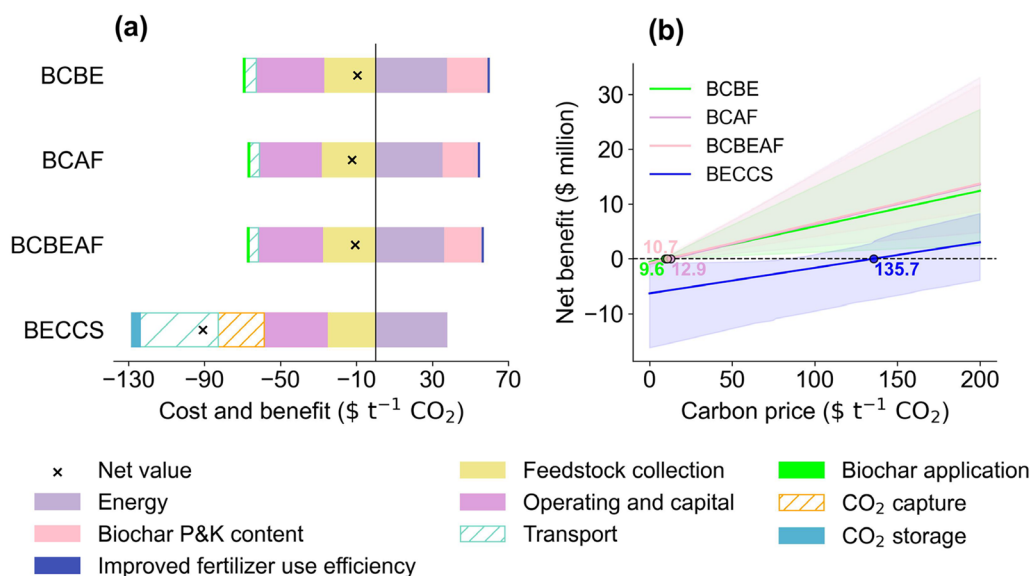 (a)
BCBE
BCAF
BCBEAF
BECCS
−130 −90 −50 −10 30 70
Cost and benefit ($ t⁻¹ CO₂)
(b)
Net benefit ($ million)
30
20
10
0
−10
BCBE
BCAF
BCBEAF
BECCS
10.7
9.6 12.9
135.7
0 50 100 150 200
Carbon price ($ t⁻¹ CO₂)
× Net value
Energy
Biochar P&K content
Improved fertilizer use efficiency
Feedstock collection
Operating and capital
Transport
Biochar application
CO₂ capture
CO₂ storage